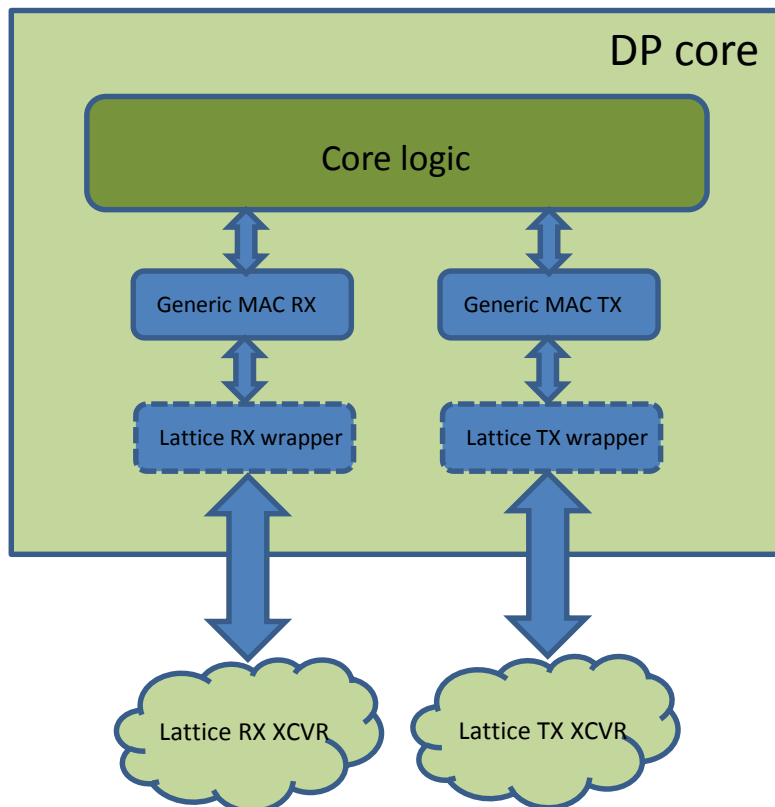 DP core
Core logic
Generic MAC RX
Generic MAC TX
Lattice RX wrapper
Lattice TX wrapper
Lattice RX XCVR
Lattice TX XCVR